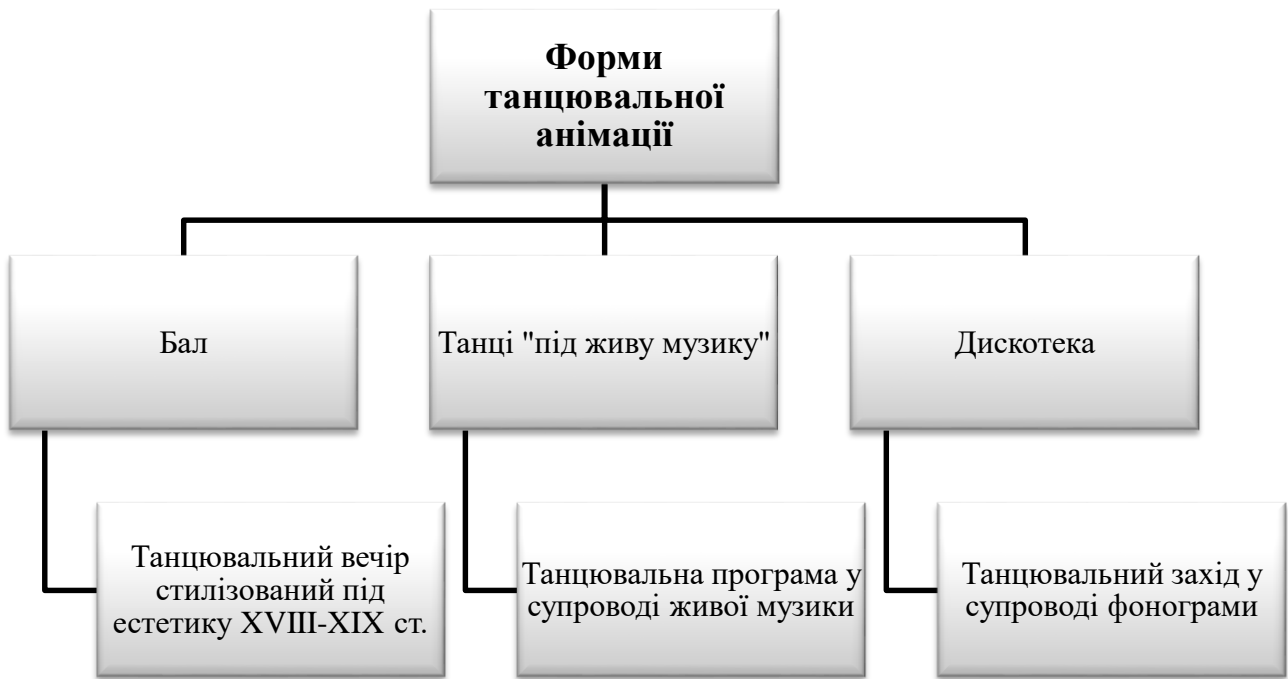 Форми
танцювальної
анімації
Бал
Танці "під живу музику"
Дискотека
Танцювальний вечір
стилізований під
естетику XVIII-XIX ст.
Танцювальна програма у
супроводі живої музики
Танцювальний захід у
супроводі фонограми